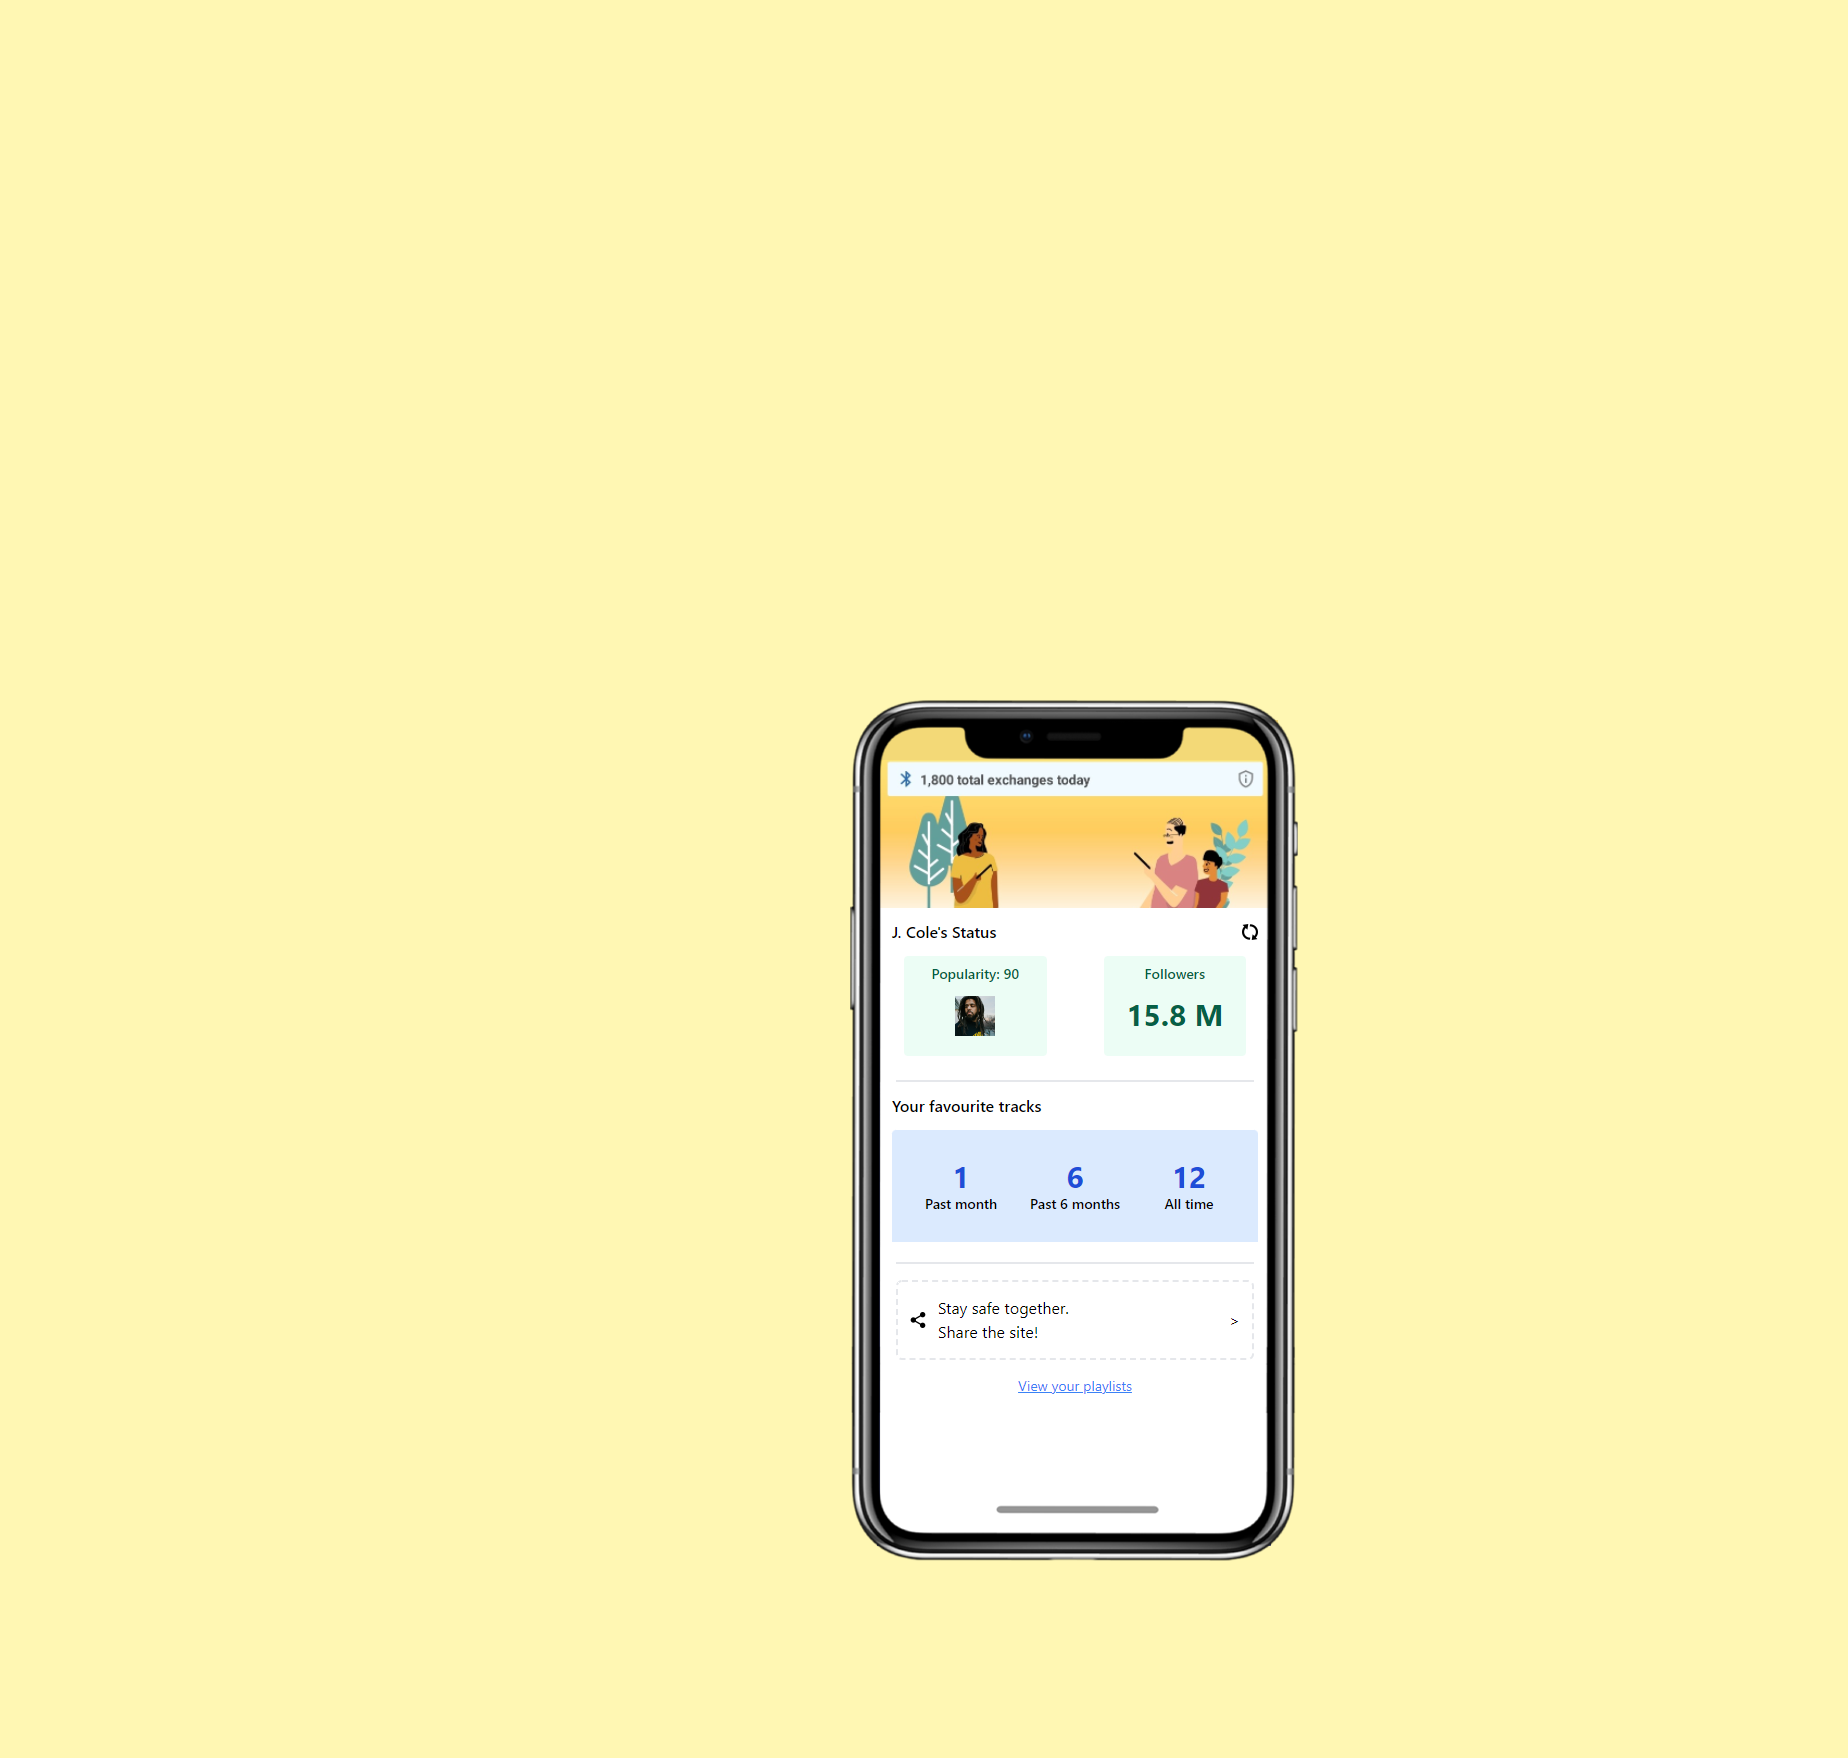 1,800 total exchanges today
J. Cole's Status
Popularity: 90
Followers
15.8 M
Your favourite tracks
1
Past month
6
Past 6 months
12
All time
Stay safe together.
Share the site!
>
View your playlists